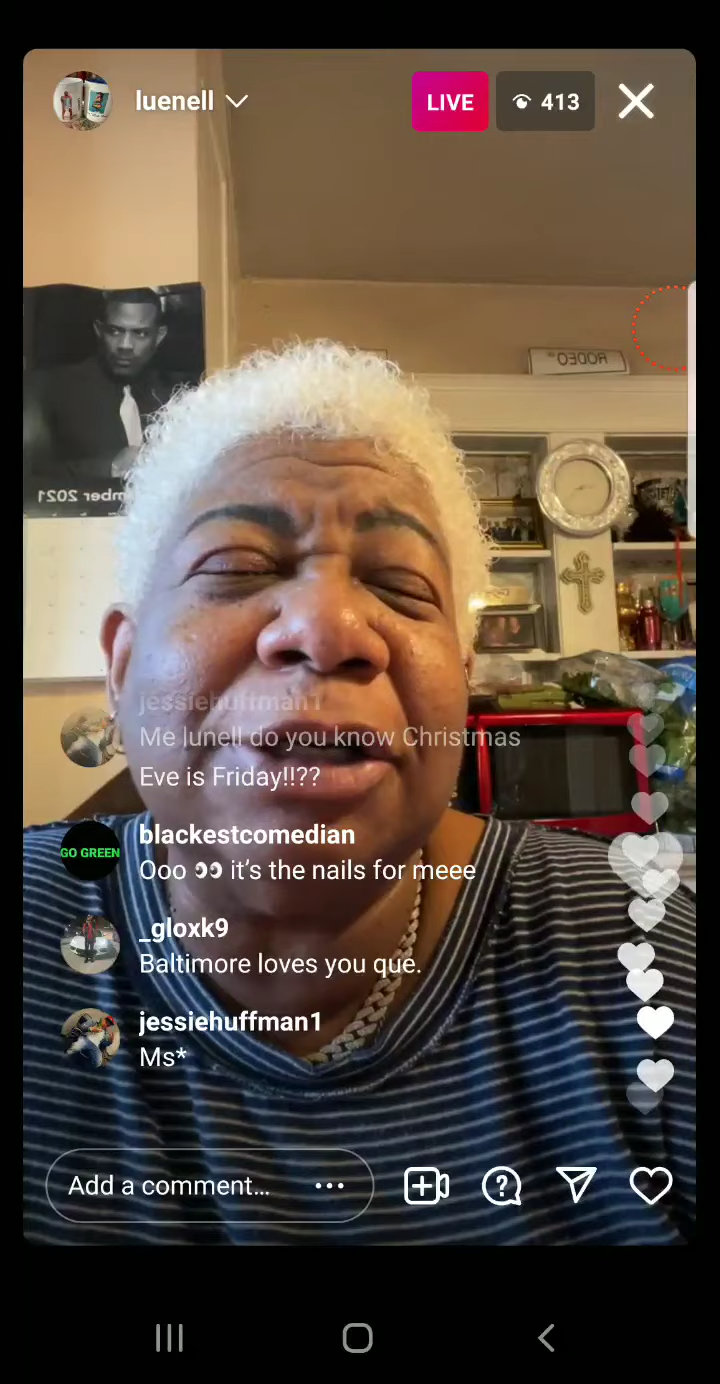 luenell
LIVE
413
RODEO
mber 2021
jessiehuffman1
Me lunell do you know Christmas
Eve is Friday!!??
blackestcomedian
GO GREEN
Ooo 👀 it’s the nails for meee
_gloxk9
Baltimore loves you que.
jessiehuffman1
Ms*
Add a comment...